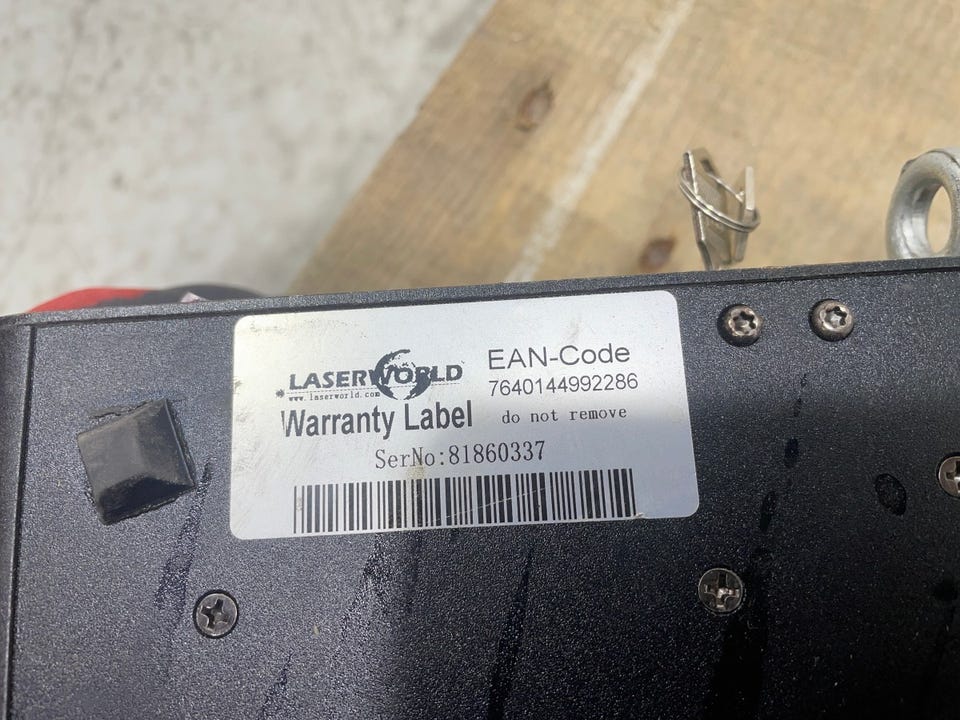 LASERWORLD
www.laserworld.com
Warranty Label
EAN-Code
7640144992286
do not remove
SerNo:81860337